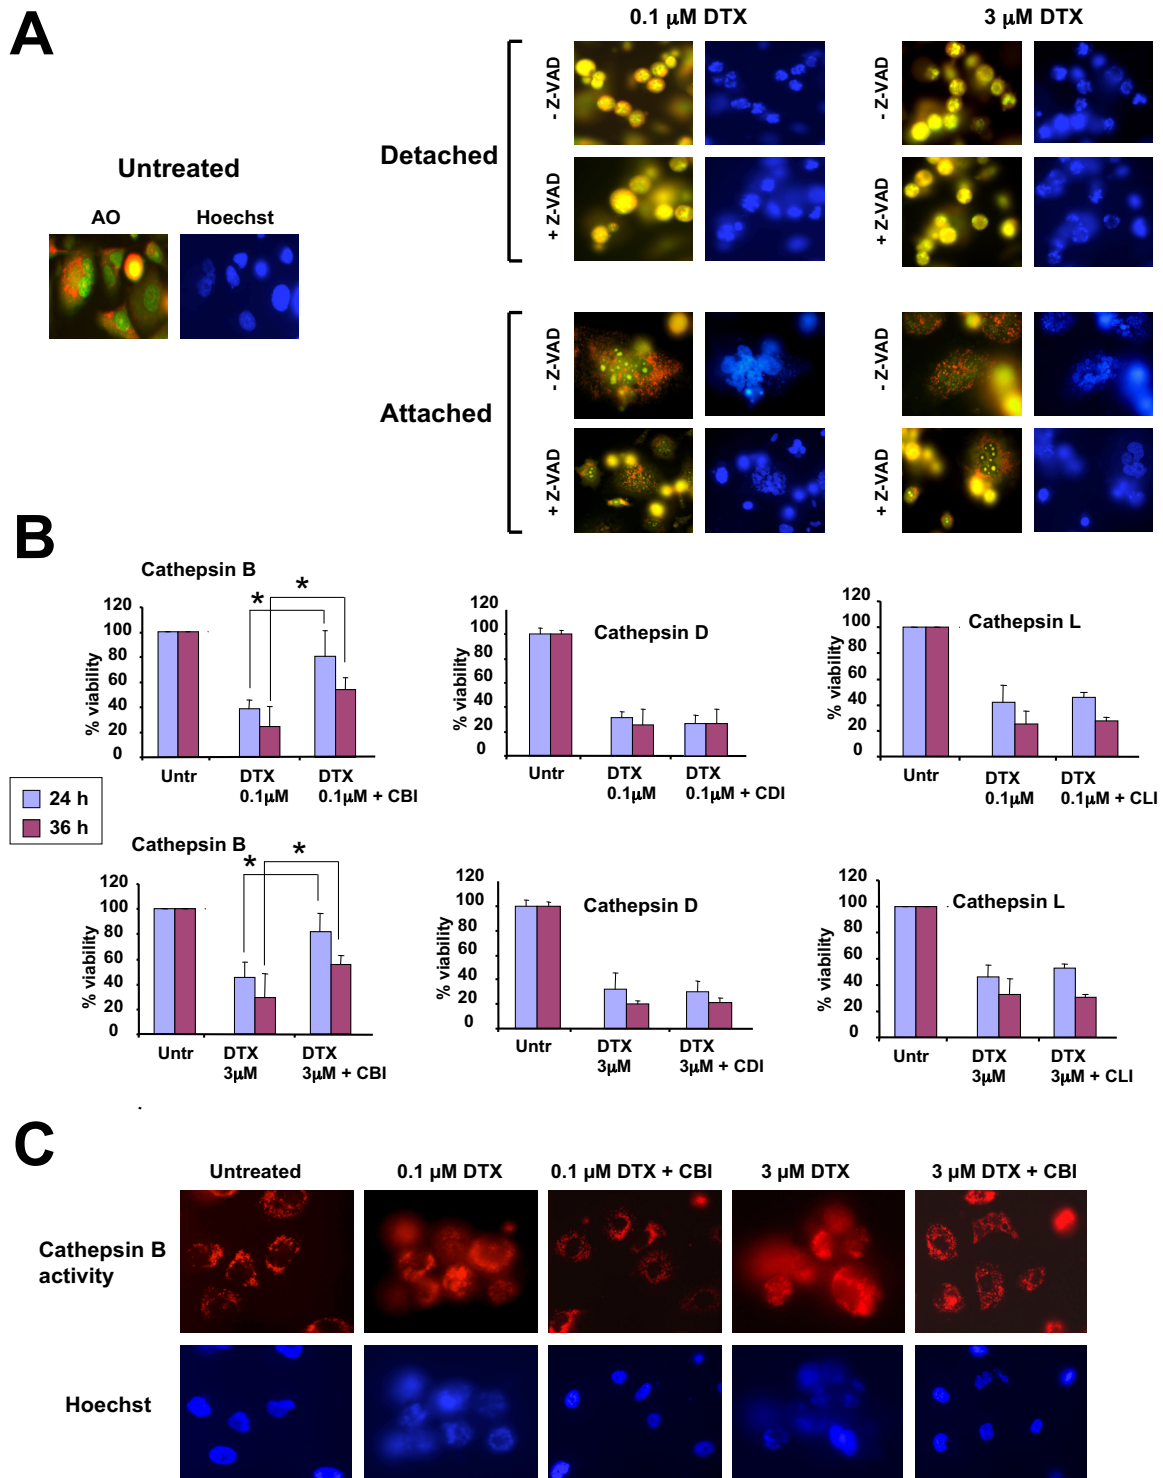 A
0.1 µM DTX
3 µM DTX
Untreated
AO
Hoechst
Detached
- Z-VAD
- Z-VAD
+ Z-VAD
+ Z-VAD
Attached
- Z-VAD
- Z-VAD
+ Z-VAD
+ Z-VAD
B
Cathepsin B
% viability
120
100
80
60
40
20
0
* *
Untr
DTX
0.1µM
DTX
0.1µM + CBI
Cathepsin D
% viability
120
100
80
60
40
20
0
Untr
DTX
0.1µM
DTX
0.1µM + CDI
Cathepsin L
% viability
120
100
80
60
40
20
0
Untr
DTX
0.1µM
DTX
0.1µM + CLI
24 h
36 h
Cathepsin B
% viability
120
100
80
60
40
20
0
* *
Untr
DTX
3µM
DTX
3µM + CBI
Cathepsin D
% viability
120
100
80
60
40
20
0
Untr
DTX
3µM
DTX
3µM + CDI
Cathepsin L
% viability
120
100
80
60
40
20
0
Untr
DTX
3µM
DTX
3µM + CLI
C
Untreated
0.1 µM DTX
0.1 µM DTX + CBI
3 µM DTX
3 µM DTX + CBI
Cathepsin B
activity
Hoechst